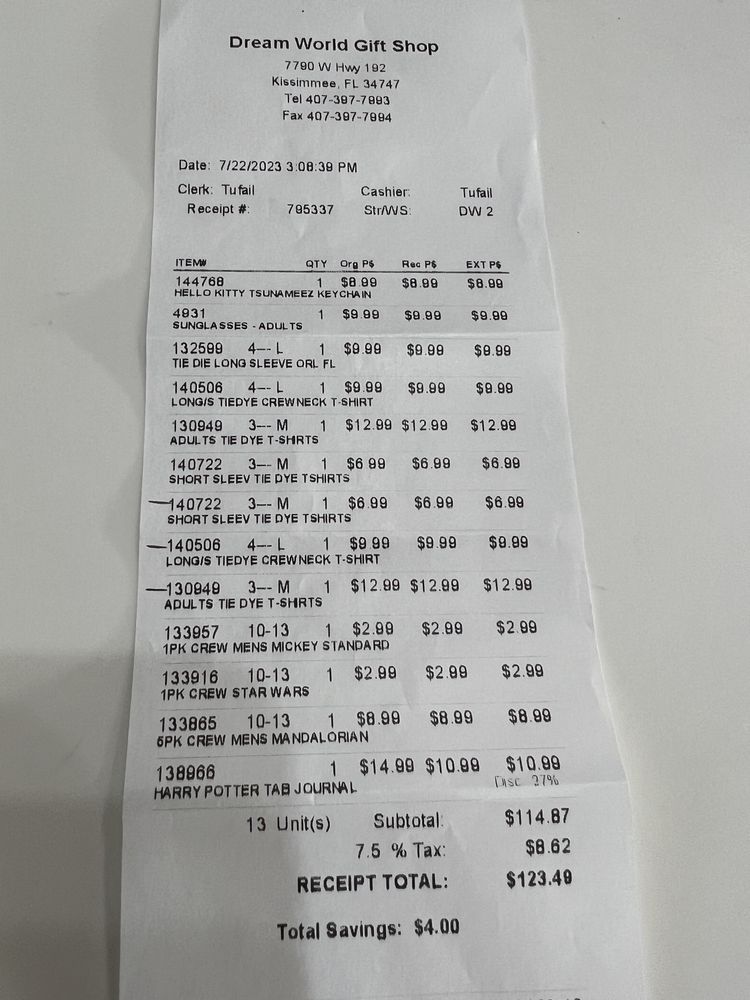 Dream World Gift Shop
7790 W Hwy 192
Kissimmee, FL 34747
Tel 407-397-7993
Fax 407-397-7994
Date: 7/22/2023 3:08:39 PM
Clerk: Tufail Cashier: Tufail
Receipt #: 795337 Str/WS: DW 2
ITEM# QTY Org P$ Rec P$ EXT P$
144768 1 $8.99 $8.99 $8.99
HELLO KITTY TSUNAMEEZ KEYCHAIN
4931 1 $9.99 $9.99 $9.99
SUNGLASSES - ADULTS
132599 4--- L 1 $9.99 $9.99 $9.99
TIE DIE LONG SLEEVE ORL FL
140506 4--- L 1 $9.99 $9.99 $9.99
LONG/S TIEDYE CREWNECK T-SHIRT
130949 3--- M 1 $12.99 $12.99 $12.99
ADULTS TIE DYE T-SHIRTS
140722 3--- M 1 $6.99 $6.99 $6.99
SHORT SLEEV TIE DYE TSHIRTS
140722 3--- M 1 $6.99 $6.99 $6.99
SHORT SLEEV TIE DYE TSHIRTS
140506 4--- L 1 $9.99 $9.99 $9.99
LONG/S TIEDYE CREWNECK T-SHIRT
130949 3--- M 1 $12.99 $12.99 $12.99
ADULTS TIE DYE T-SHIRTS
133957 10-13 1 $2.99 $2.99 $2.99
1PK CREW MENS MICKEY STANDARD
133916 10-13 1 $2.99 $2.99 $2.99
1PK CREW STAR WARS
133865 10-13 1 $8.99 $8.99 $8.99
6PK CREW MENS MANDALORIAN
138966 1 $14.99 $10.99 $10.99
HARRY POTTER TAB JOURNAL Disc 27%
13 Unit(s) Subtotal: $114.87
7.5 % Tax: $8.62
RECEIPT TOTAL: $123.49
Total Savings: $4.00